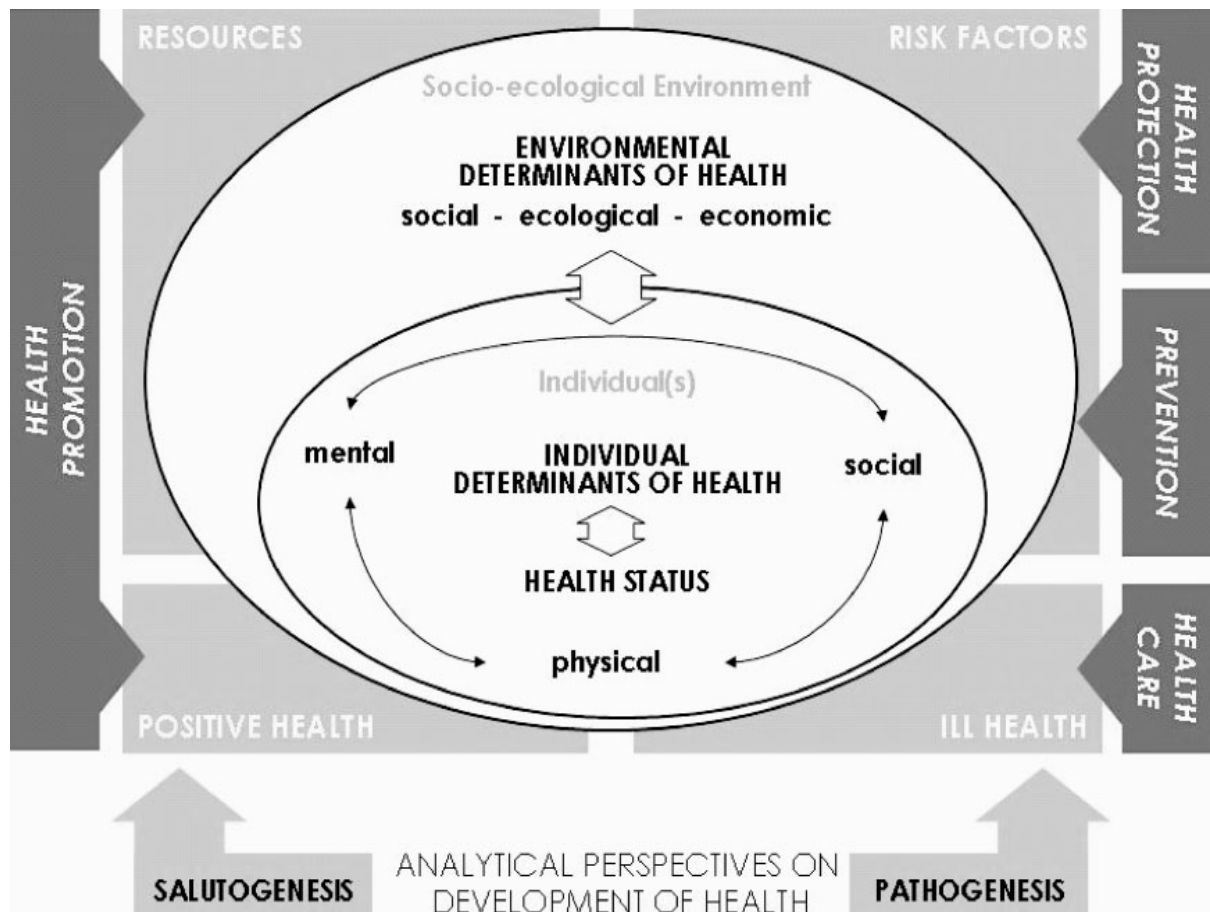 RESOURCES
RISK FACTORS
HEALTH
PROTECTION
Socio-ecological Environment
ENVIRONMENTAL
DETERMINANTS OF HEALTH
social - ecological - economic
HEALTH
PROMOTION
Individual(s)
mental
INDIVIDUAL
DETERMINANTS OF HEALTH
social
PREVENTION
HEALTH STATUS
physical
HEALTH
CARE
POSITIVE HEALTH
ILL HEALTH
SALUTOGENESIS
ANALYTICAL PERSPECTIVES ON
DEVELOPMENT OF HEALTH
PATHOGENESIS